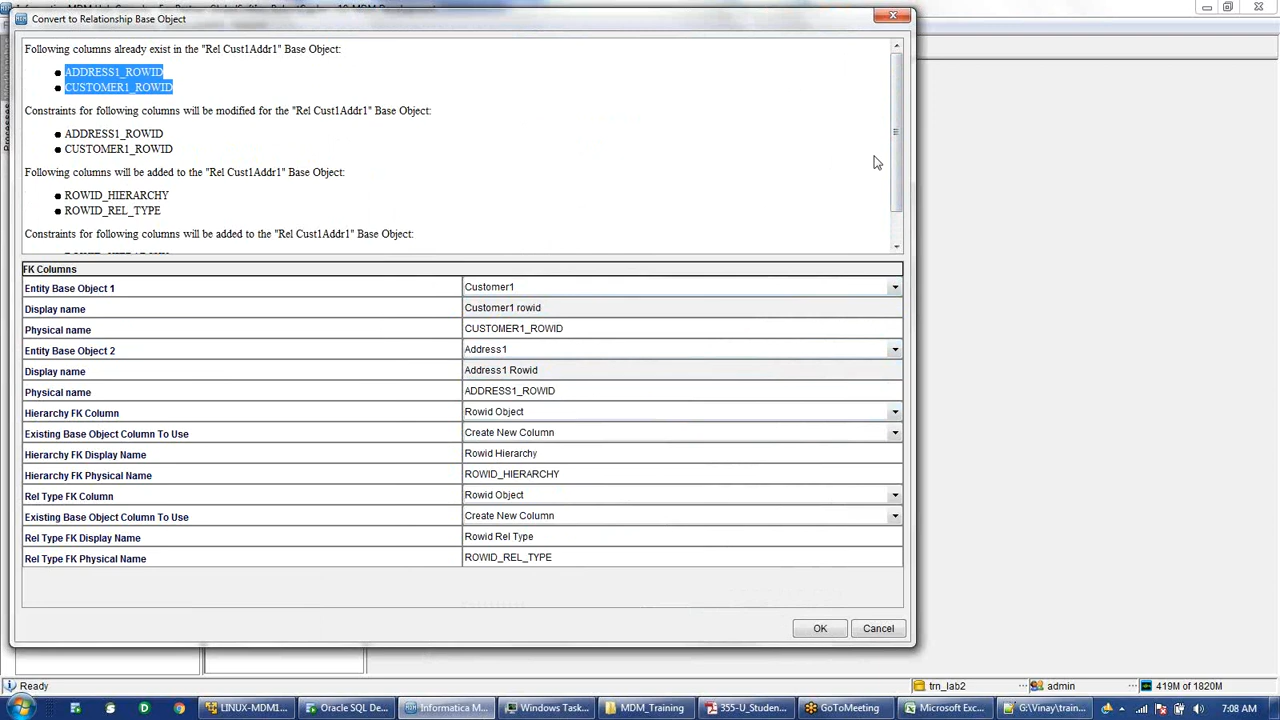 Convert to Relationship Base Object
Following columns already exist in the "Rel Cust1Addr1" Base Object:
ADDRESS1_ROWID
CUSTOMER1_ROWID
Constraints for following columns will be modified for the "Rel Cust1Addr1" Base Object:
ADDRESS1_ROWID
CUSTOMER1_ROWID
Following columns will be added to the "Rel Cust1Addr1" Base Object:
ROWID_HIERARCHY
ROWID_REL_TYPE
Constraints for following columns will be added to the "Rel Cust1Addr1" Base Object:
FK Columns
Entity Base Object 1 Customer1
Display name Customer1 rowid
Physical name CUSTOMER1_ROWID
Entity Base Object 2 Address1
Display name Address1 Rowid
Physical name ADDRESS1_ROWID
Hierarchy FK Column Rowid Object
Existing Base Object Column To Use Create New Column
Hierarchy FK Display Name Rowid Hierarchy
Hierarchy FK Physical Name ROWID_HIERARCHY
Rel Type FK Column Rowid Object
Existing Base Object Column To Use Create New Column
Rel Type FK Display Name Rowid Rel Type
Rel Type FK Physical Name ROWID_REL_TYPE
OK Cancel
Ready trn_lab2 admin 419M of 1820M
LINUX-MDM1... Oracle SQL De... Informatica M... Windows Task... MDM_Training 355-U_Studen... GoToMeeting Microsoft Exc... G:\Vinay\train... 7:08 AM